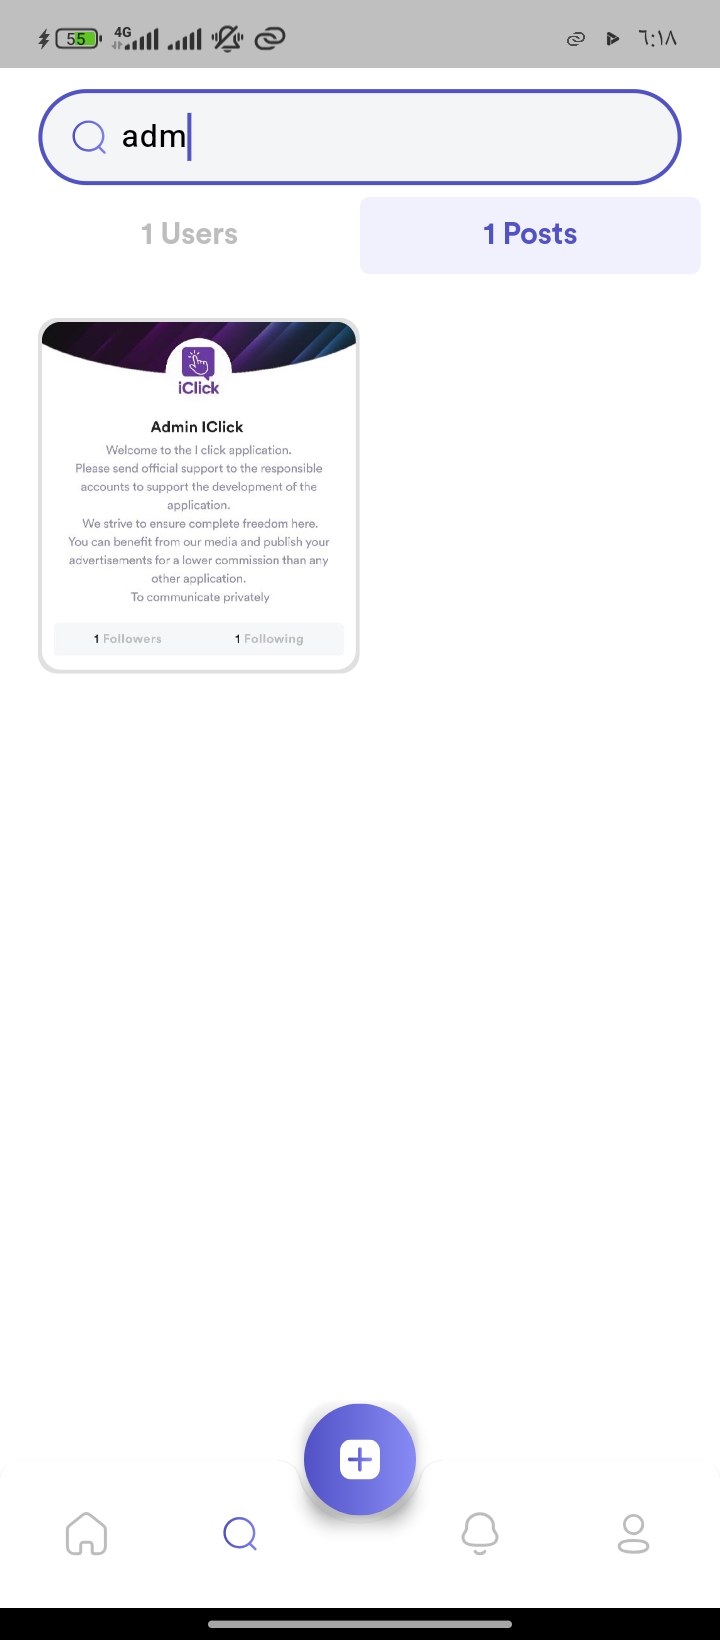 55 4G ٦:١٨
adm
1 Users 1 Posts
iClick
Admin IClick
Welcome to the I click application.
Please send official support to the responsible
accounts to support the development of the
application.
We strive to ensure complete freedom here.
You can benefit from our media and publish your
advertisements for a lower commission than any
other application.
To communicate privately
1 Followers 1 Following